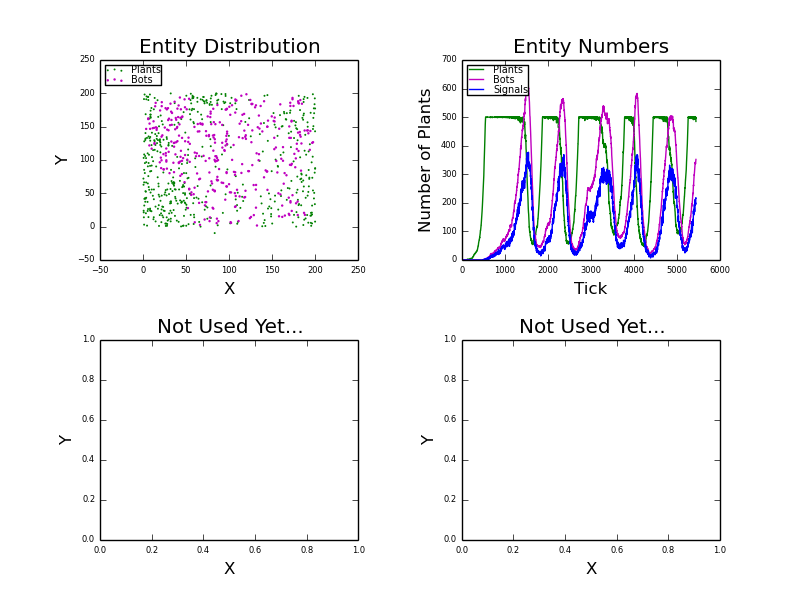 Entity Distribution
250
200
150
100
50
0
−50
Y
Plants
Bots
−50 0 50 100 150 200 250
X
Entity Numbers
700
600
500
400
300
200
100
0
Number of Plants
Plants
Bots
Signals
0 1000 2000 3000 4000 5000 6000
Tick
Not Used Yet...
1.0
0.8
0.6
0.4
0.2
0.0
Y
0.0 0.2 0.4 0.6 0.8 1.0
X
Not Used Yet...
1.0
0.8
0.6
0.4
0.2
0.0
Y
0.0 0.2 0.4 0.6 0.8 1.0
X